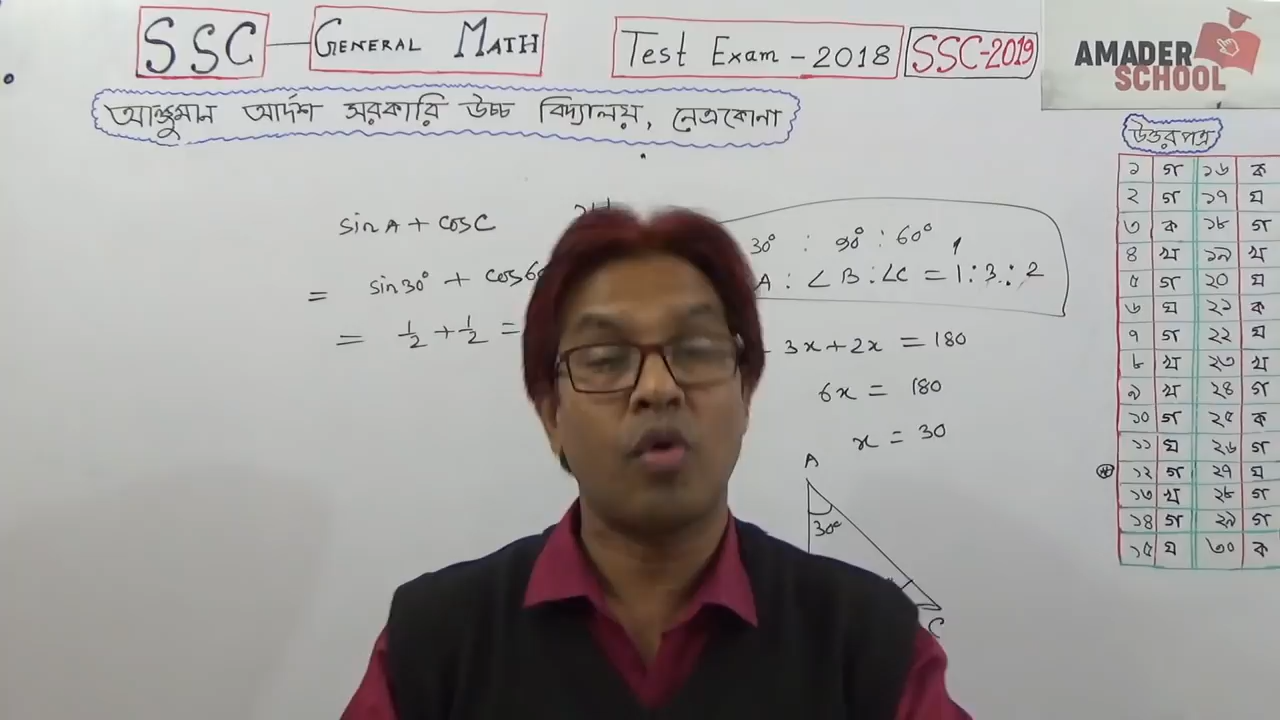 SSC — GENERAL MATH Test Exam - 2018 SSC-2019
AMADER
SCHOOL
আঞ্জুমান আদর্শ সরকারি উচ্চ বিদ্যালয়, নেত্রকোনা
উত্তরপত্র
১ গ ১৬ ক
২ গ ১৭ ঘ
৩ ক ১৮ গ
৪ খ ১৯ খ
৫ গ ২০ ঘ
৬ ঘ ২১ ক
৭ গ ২২ ঘ
৮ খ ২৩ খ
৯ খ ২৪ গ
১০ গ ২৫ ক
১১ ঘ ২৬ গ
১২ গ ২৭ ঘ
১৩ খ ২৮ গ
১৪ গ ২৯ গ
১৫ ঘ ৩০ ক
sinA + cosC
= sin30° + cos60
= 1/2 + 1/2 =
30° : 90° : 60°
A : ∠B : ∠C = 1 : 3 : 2
3x + 2x = 180
6x = 180
x = 30
A
30°
C